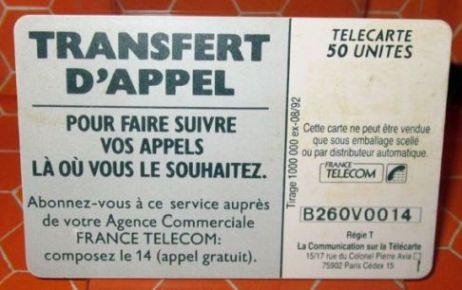 TRANSFERT
D'APPEL
POUR FAIRE SUIVRE
VOS APPELS
LÀ OÙ VOUS LE SOUHAITEZ.
Abonnez-vous à ce service auprès
de votre Agence Commerciale
FRANCE TELECOM:
composez le 14 (appel gratuit).
TELECARTE
50 UNITES
Tirage 1000 000 ex-08/92
Cette carte ne peut être vendue
que sous emballage scellé
ou par distributeur automatique.
FRANCE
TELECOM
B260V0014
Régie T
La Communication sur la Télécarte
15/17 rue du Colonel Pierre Avia
75902 Paris Cédex 15